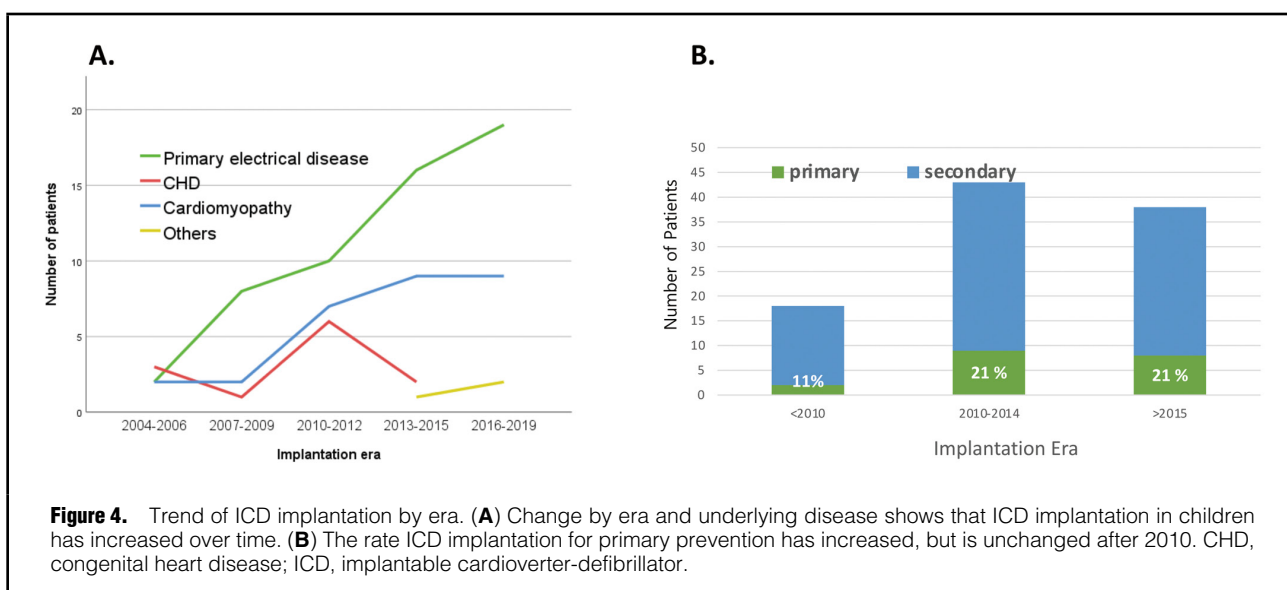 A.
Number of patients
20
15
10
5
0
Primary electrical disease
CHD
Cardiomyopathy
Others
2004-2006 2007-2009 2010-2012 2013-2015 2016-2019
Implantation era
B.
Number of Patients
50
45
40
35
30
25
20
15
10
5
0
primary secondary
11%
21 %
21 %
<2010 2010-2014 >2015
Implantation Era
Figure 4. Trend of ICD implantation by era. (A) Change by era and underlying disease shows that ICD implantation in children
has increased over time. (B) The rate ICD implantation for primary prevention has increased, but is unchanged after 2010. CHD,
congenital heart disease; ICD, implantable cardioverter-defibrillator.